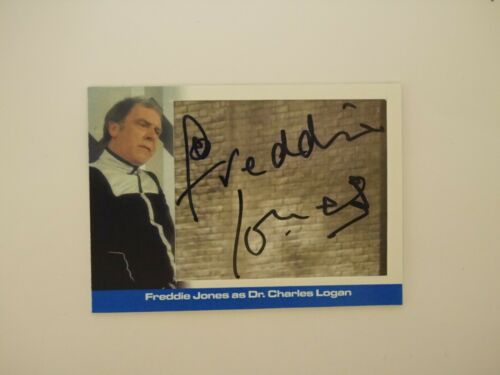 Freddie
Jones
Freddie Jones as Dr. Charles Logan